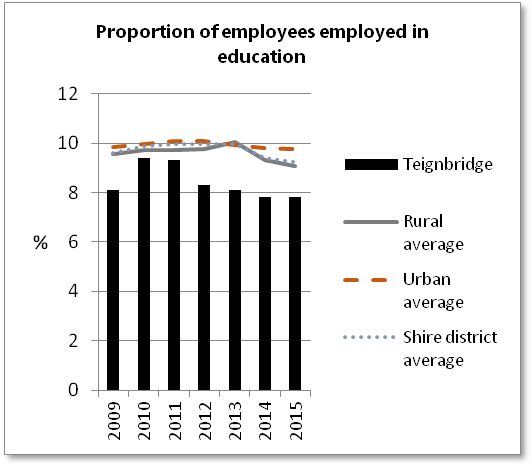 Proportion of employees employed in
education
12
10
8
6
4
2
0
%
2009
2010
2011
2012
2013
2014
2015
Teignbridge
Rural
average
Urban
average
Shire district
average